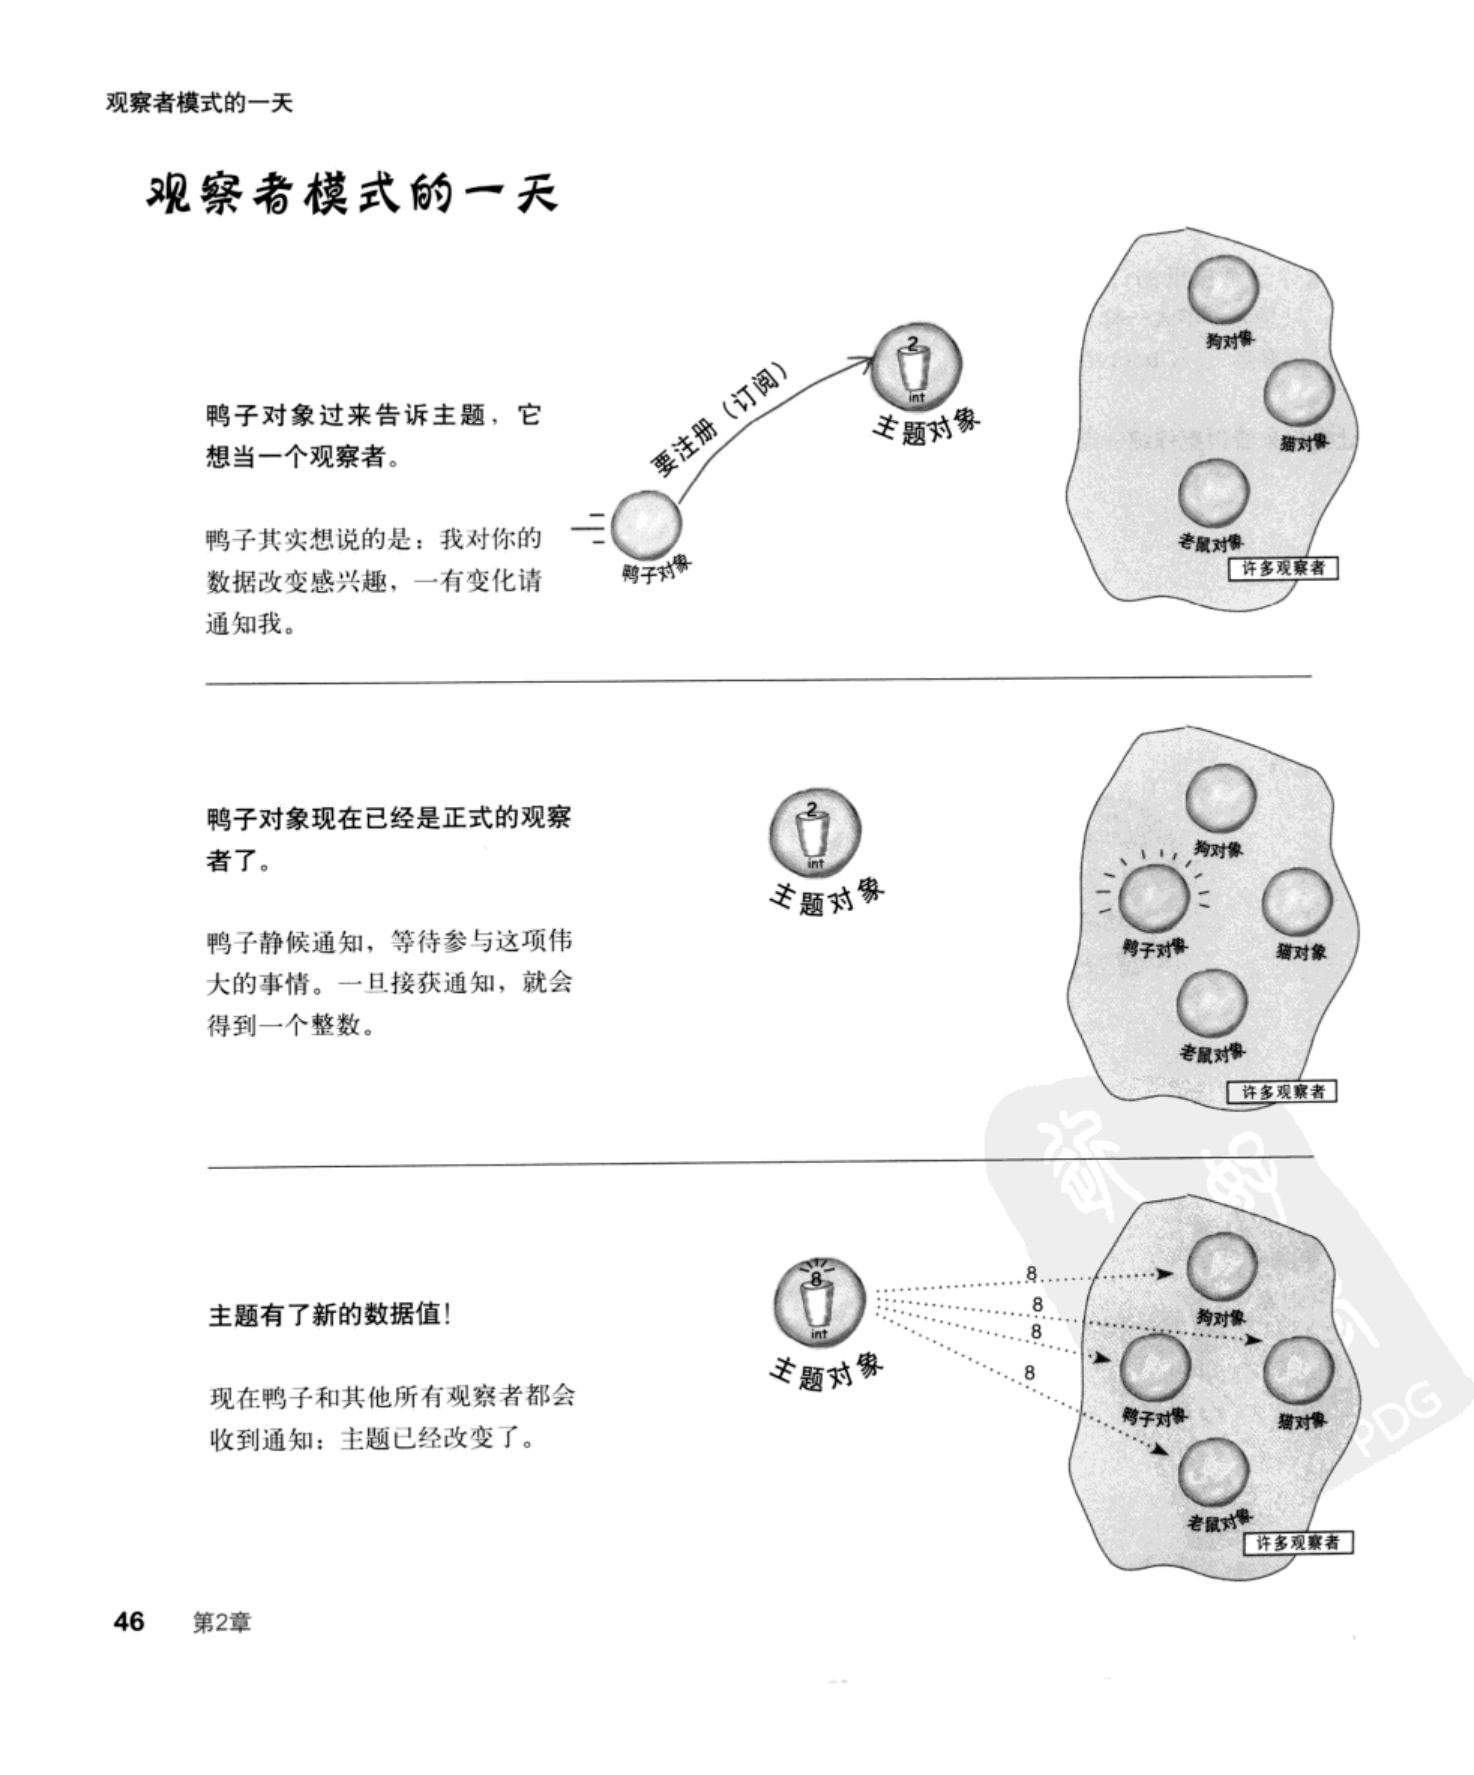 观察者模式的一天
观察者模式的一天
鸭子对象过来告诉主题，它
想当一个观察者。
鸭子其实想说的是：我对你的
数据改变感兴趣，一有变化请
通知我。
要注册（订阅）
鸭子对象
2
int
主题对象
狗对象
猫对象
老鼠对象
许多观察者
鸭子对象现在已经是正式的观察
者了。
鸭子静候通知，等待参与这项伟
大的事情。一旦接获通知，就会
得到一个整数。
2
int
主题对象
狗对象
鸭子对象
猫对象
老鼠对象
许多观察者
主题有了新的数据值！
现在鸭子和其他所有观察者都会
收到通知：主题已经改变了。
8
int
主题对象
8
8
8
8
狗对象
鸭子对象
猫对象
老鼠对象
许多观察者
PDG
46 第2章